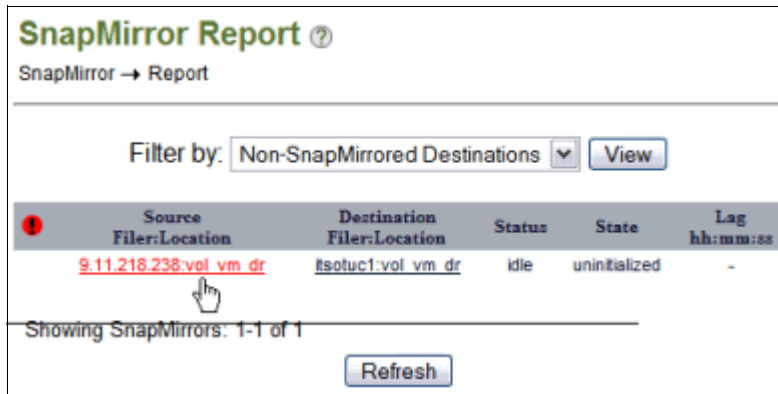 SnapMirror Report ?
SnapMirror → Report
Filter by: Non-SnapMirrored Destinations View
! Source Filer:Location Destination Filer:Location Status State Lag hh:mm:ss
9.11.218.238:vol_vm_dr itsotuc1:vol_vm_dr idle uninitialized -
Showing SnapMirrors: 1-1 of 1
Refresh